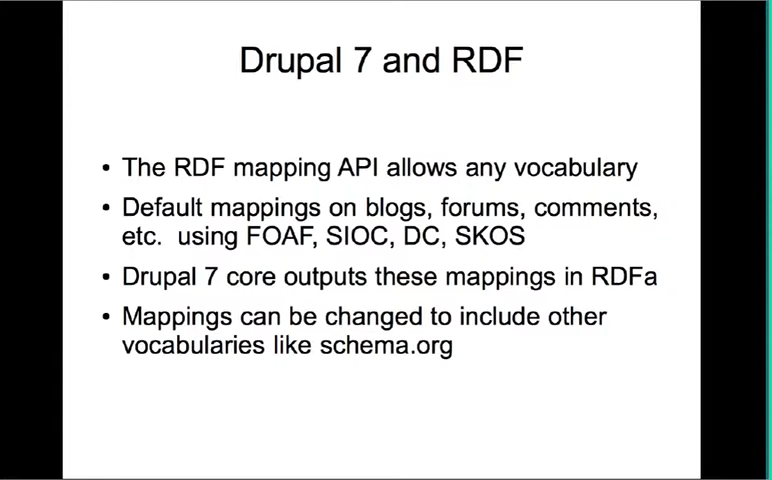 Drupal 7 and RDF
• The RDF mapping API allows any vocabulary
• Default mappings on blogs, forums, comments,
etc. using FOAF, SIOC, DC, SKOS
• Drupal 7 core outputs these mappings in RDFa
• Mappings can be changed to include other
vocabularies like schema.org